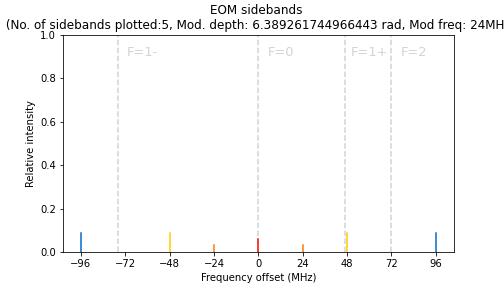 EOM sidebands
(No. of sidebands plotted:5, Mod. depth: 6.389261744966443 rad, Mod freq: 24MH
1.0
F=1- F=0 F=1+ F=2
0.8
Relative intensity
0.6
0.4
0.2
0.0
−96 −72 −48 −24 0 24 48 72 96
Frequency offset (MHz)